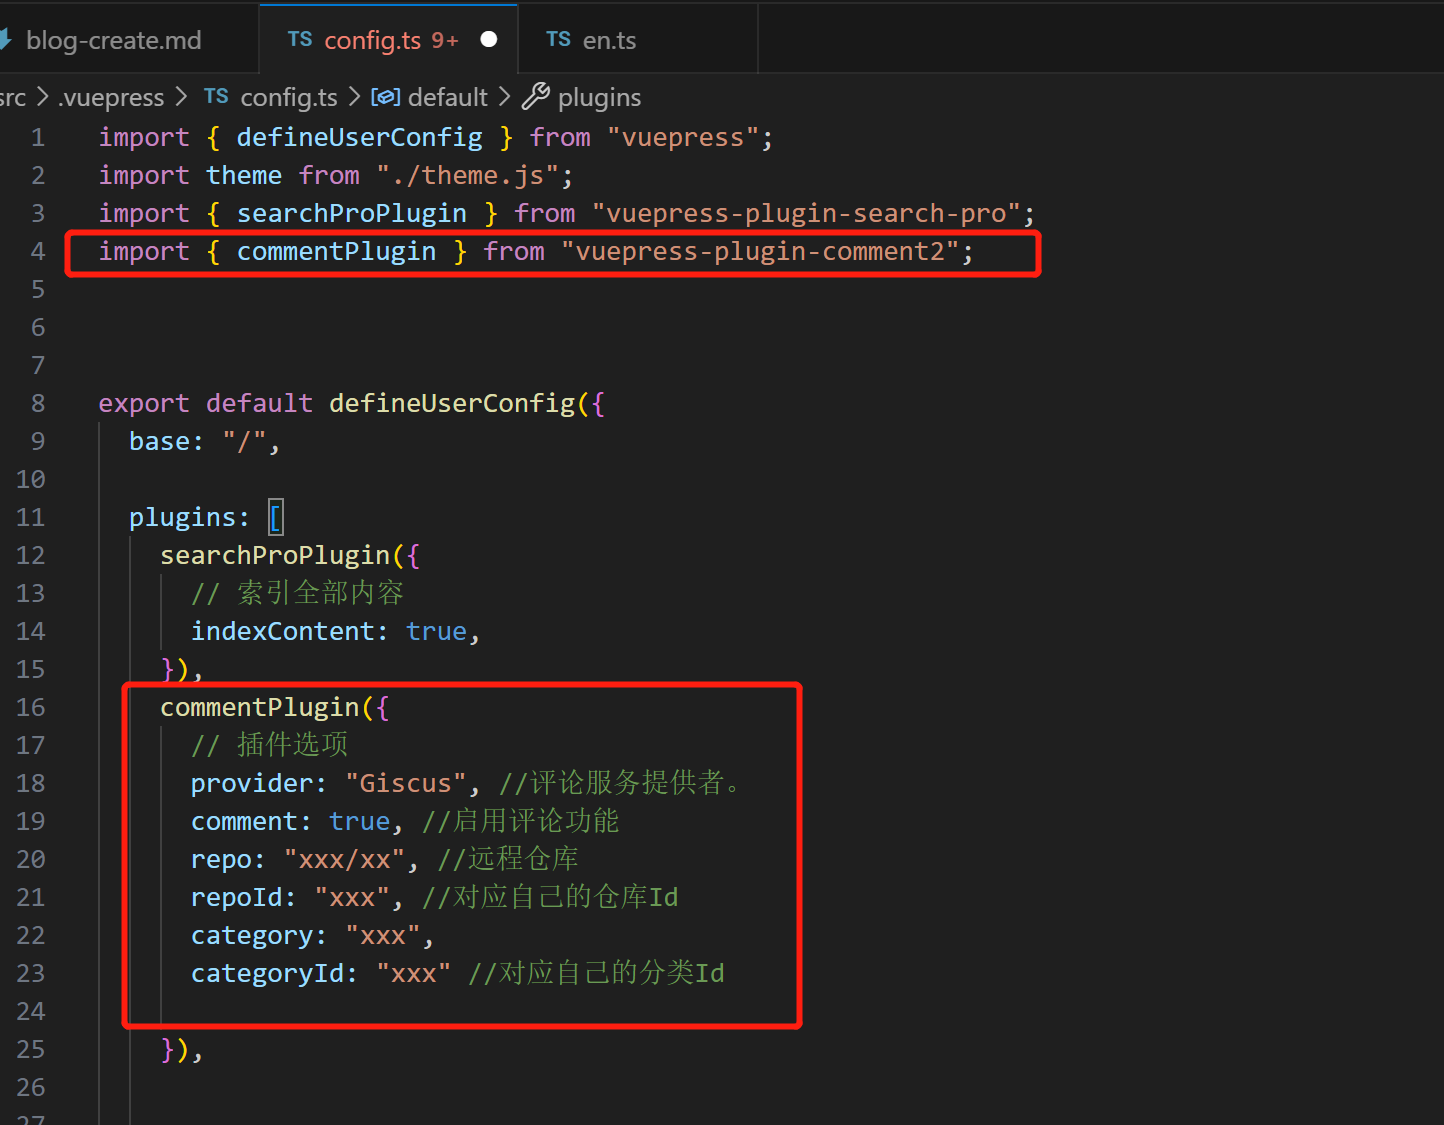 blog-create.md TS config.ts 9+ TS en.ts
src > .vuepress > TS config.ts > default > plugins
1 import { defineUserConfig } from "vuepress";
2 import theme from "./theme.js";
3 import { searchProPlugin } from "vuepress-plugin-search-pro";
4 import { commentPlugin } from "vuepress-plugin-comment2";
5
6
7
8 export default defineUserConfig({
9 base: "/",
10
11 plugins: [
12 searchProPlugin({
13 // 索引全部内容
14 indexContent: true,
15 }),
16 commentPlugin({
17 // 插件选项
18 provider: "Giscus", //评论服务提供者。
19 comment: true, //启用评论功能
20 repo: "xxx/xx", //远程仓库
21 repoId: "xxx", //对应自己的仓库Id
22 category: "xxx",
23 categoryId: "xxx" //对应自己的分类Id
24
25 }),
26
27